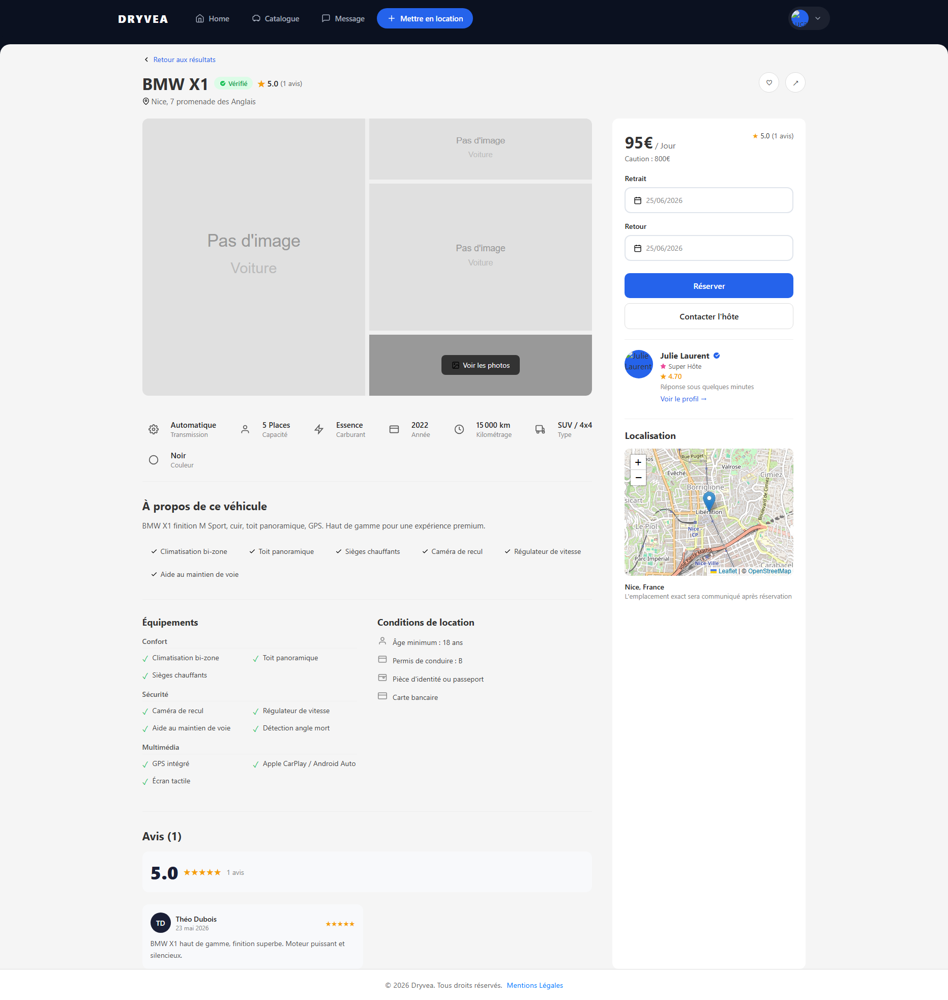 DRYVEA
Home
Catalogue
Message
Mettre en location
Retour aux résultats
BMW X1
Vérifié
5.0 (1 avis)
Nice, 7 promenade des Anglais
Pas d'image
Voiture
Pas d'image
Voiture
Pas d'image
Voiture
Voir les photos
95€ / Jour
5.0 (1 avis)
Caution : 800€
Retrait
25/06/2026
Retour
25/06/2026
Réserver
Contacter l'hôte
Julie Laurent
Julie Laurent
Super Hôte
4.70
Réponse sous quelques minutes
Voir le profil →
Automatique
Transmission
5 Places
Capacité
Essence
Carburant
2022
Année
15 000 km
Kilométrage
SUV / 4x4
Type
Noir
Couleur
À propos de ce véhicule
BMW X1 finition M Sport, cuir, toit panoramique, GPS. Haut de gamme pour une expérience premium.
Climatisation bi-zone
Toit panoramique
Sièges chauffants
Caméra de recul
Régulateur de vitesse
Aide au maintien de voie
Équipements
Confort
Climatisation bi-zone
Toit panoramique
Sièges chauffants
Sécurité
Caméra de recul
Régulateur de vitesse
Aide au maintien de voie
Détection angle mort
Multimédia
GPS intégré
Apple CarPlay / Android Auto
Écran tactile
Conditions de location
Âge minimum : 18 ans
Permis de conduire : B
Pièce d'identité ou passeport
Carte bancaire
Localisation
+
−
Rue Puget
Valrose
Evêché
Cimiez
Borriglione
Boulevard de Cimiez
Libération
Le Piol
Nice - CP
Voie Pierre Mathis
Parc Impérial
Nice-Ville
Carabacel
Leaflet | © OpenStreetMap
Nice, France
L'emplacement exact sera communiqué après réservation
Avis (1)
5.0
★★★★★
1 avis
TD
Théo Dubois
23 mai 2026
★★★★★
BMW X1 haut de gamme, finition superbe. Moteur puissant et
silencieux.
© 2026 Dryvea. Tous droits réservés. Mentions Légales